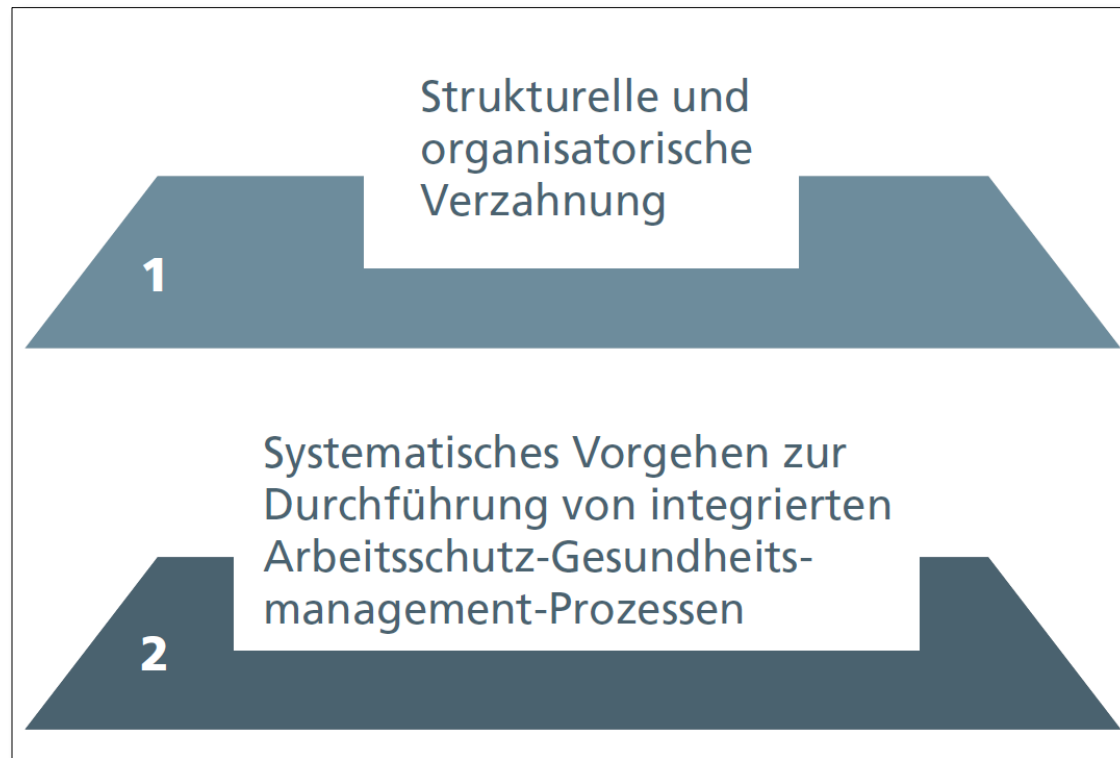 Strukturelle und
organisatorische
Verzahnung
1
Systematisches Vorgehen zur
Durchführung von integrierten
Arbeitsschutz-Gesundheits-
management-Prozessen
2